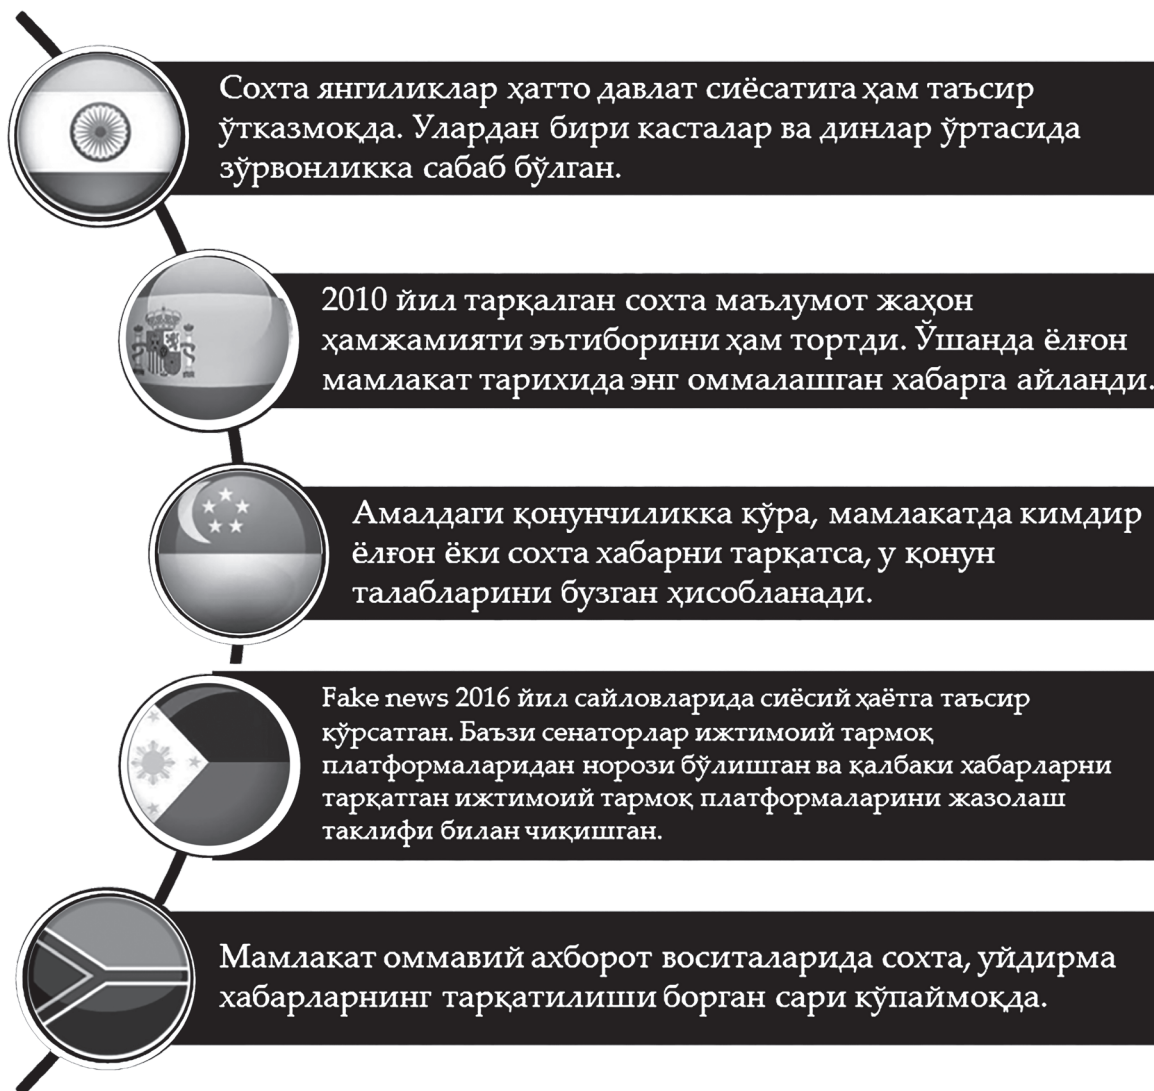 Сохта янгиликлар ҳатто давлат сиёсатига ҳам таъсир
ўтказмоқда. Улардан бири касталар ва динлар ўртасида
зўрвонликка сабаб бўлган.
2010 йил тарқалган сохта маълумот жаҳон
ҳамжамияти эътиборини ҳам тортди. Ўшанда ёлғон
мамлакат тарихида энг оммалашган хабарга айланди.
Амалдаги қонунчиликка кўра, мамлакатда кимдир
ёлғон ёки сохта хабарни тарқатса, у қонун
талабларини бузган ҳисобланади.
Fake news 2016 йил сайловларида сиёсий ҳаётга таъсир
кўрсатган. Баъзи сенаторлар ижтимоий тармоқ
платформаларидан норози бўлишган ва қалбаки хабарларни
тарқатган ижтимоий тармоқ платформаларини жазолаш
таклифи билан чиқишган.
Мамлакат оммавий ахборот воситаларида сохта, уйдирма
хабарларнинг тарқатилиши борган сари кўпаймоқда.